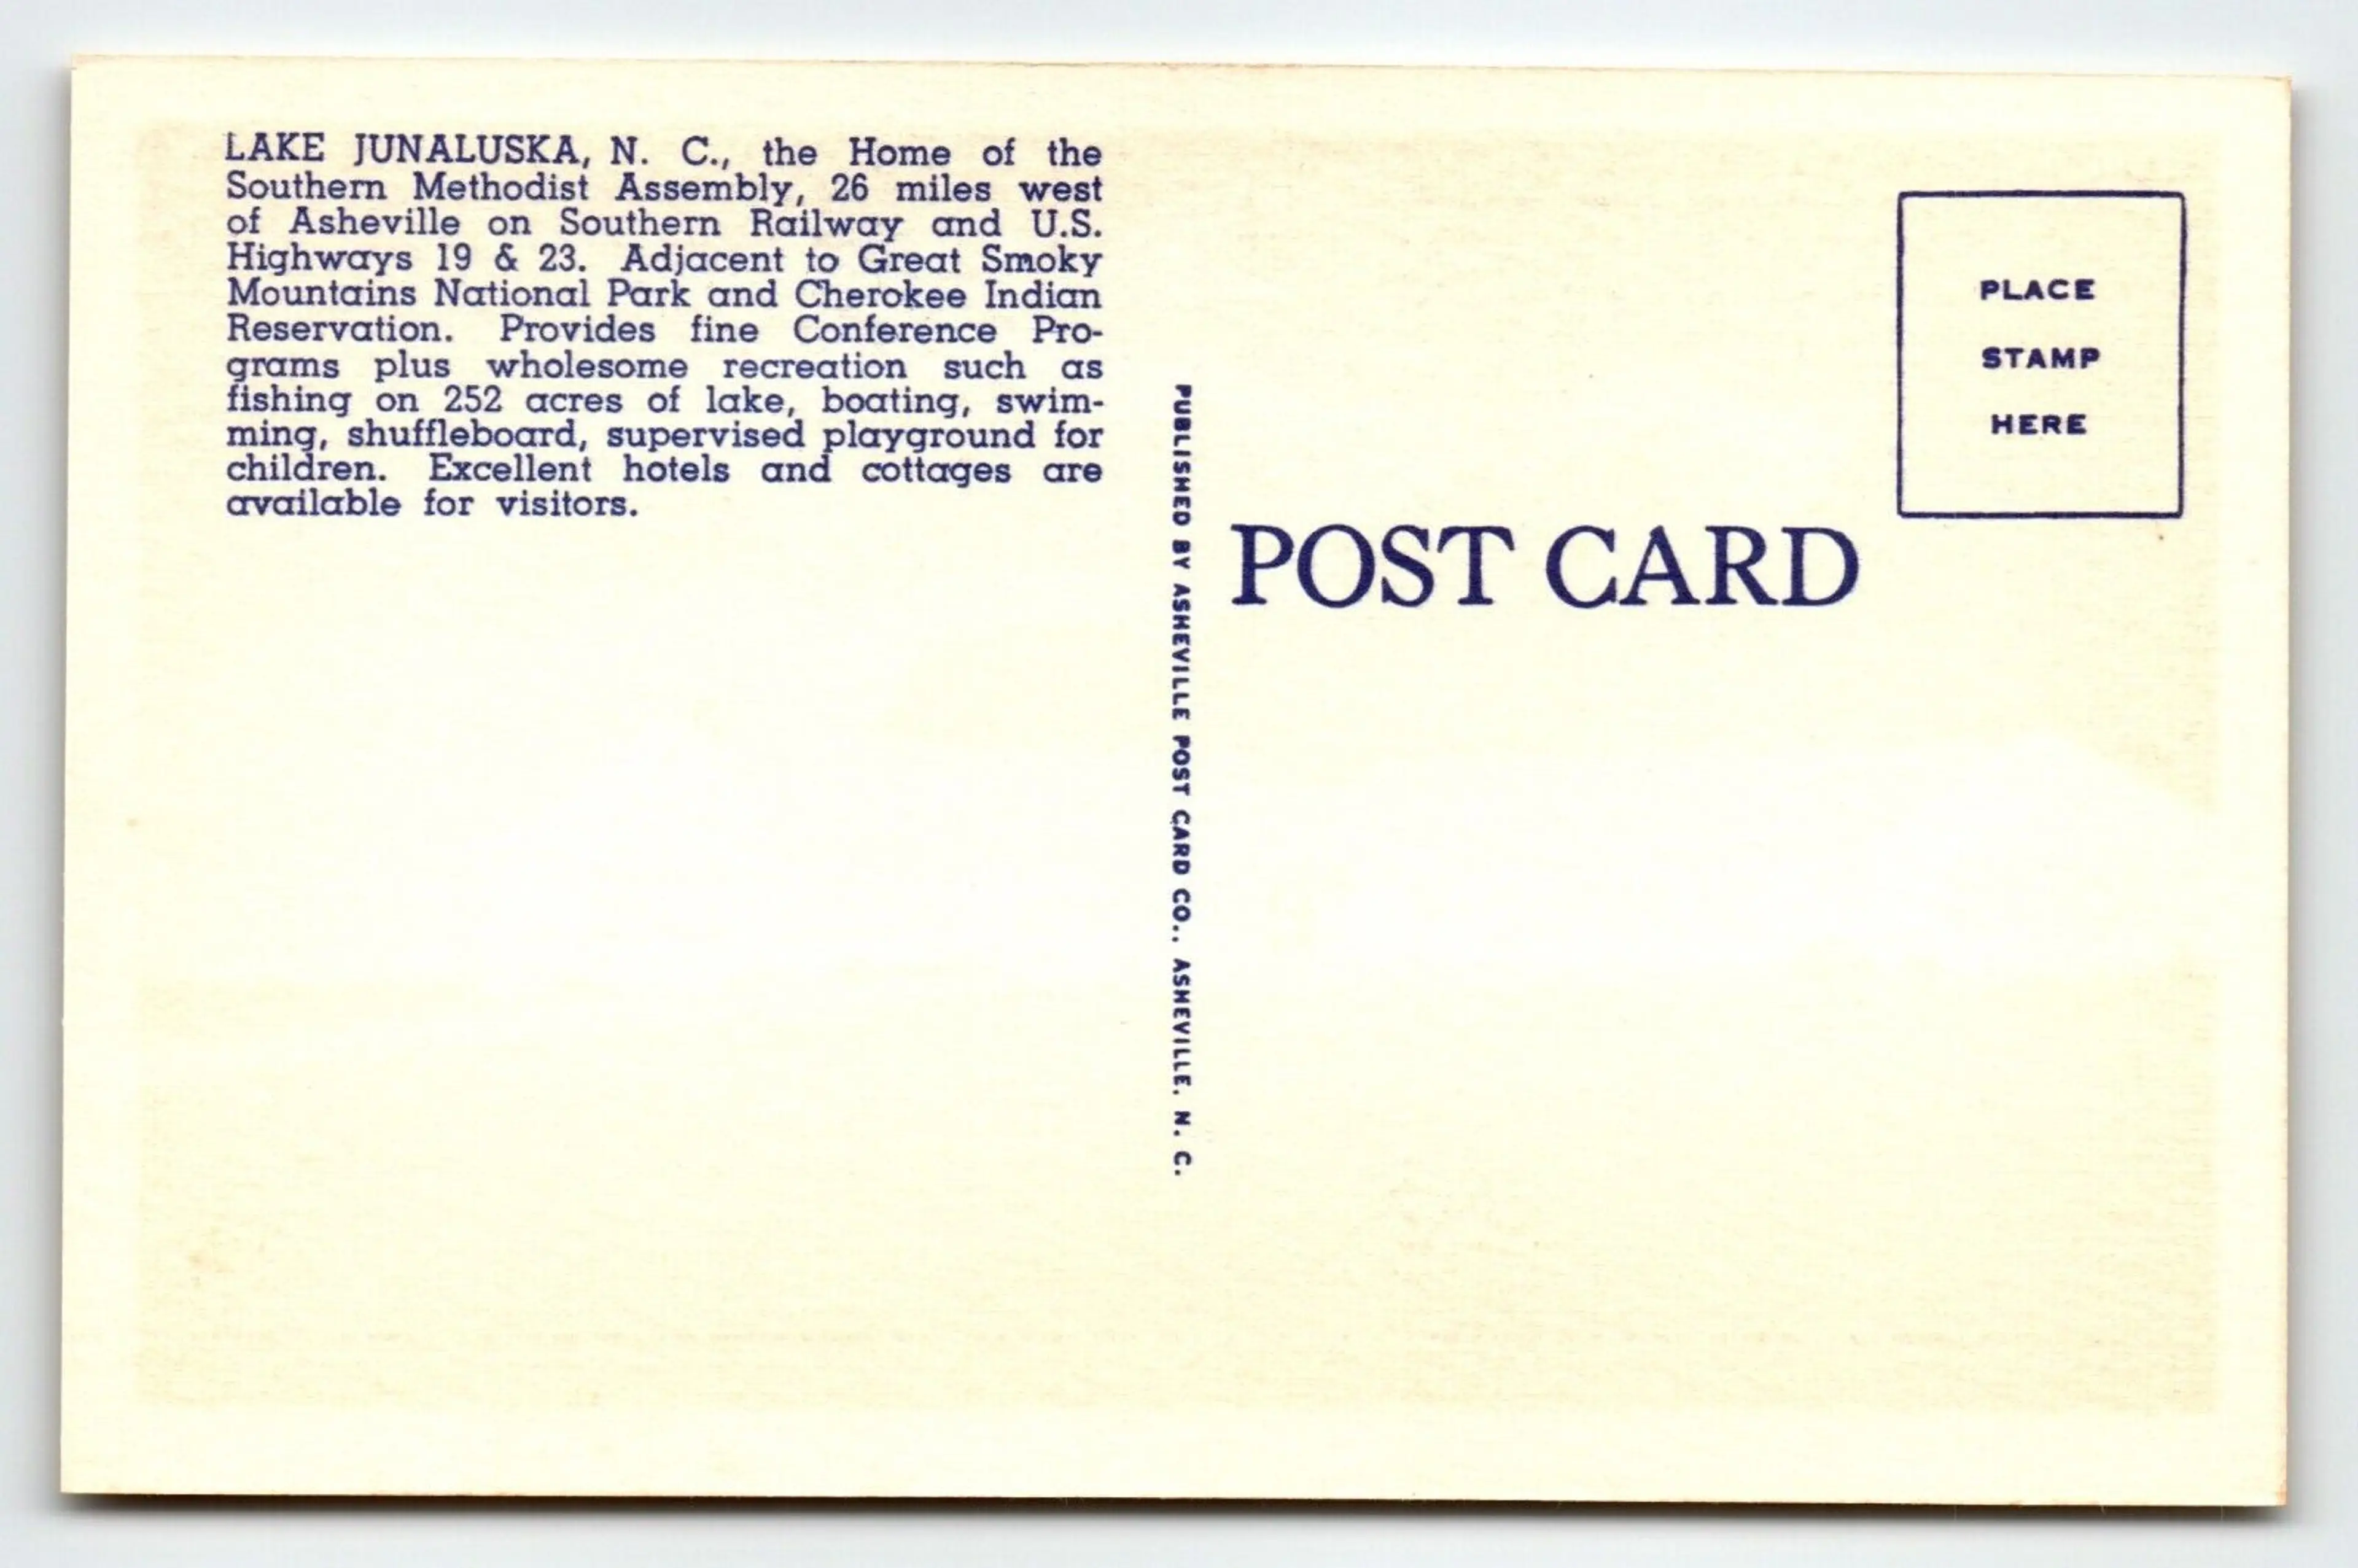 LAKE JUNALUSKA, N. C., the Home of the
Southern Methodist Assembly, 26 miles west
of Asheville on Southern Railway and U.S.
Highways 19 & 23. Adjacent to Great Smoky
Mountains National Park and Cherokee Indian
Reservation. Provides fine Conference Pro-
grams plus wholesome recreation such as
fishing on 252 acres of lake, boating, swim-
ming, shuffleboard, supervised playground for
children. Excellent hotels and cottages are
available for visitors.
PUBLISHED BY ASHEVILLE POST CARD CO., ASHEVILLE, N. C.
POST CARD
PLACE
STAMP
HERE